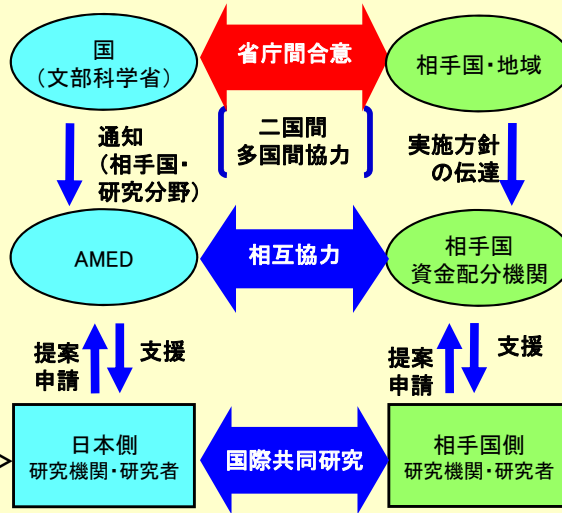 国
（文部科学省）
省庁間合意
相手国・地域
二国間
多国間協力
通知
（相手国・
研究分野）
実施方針
の伝達
AMED
相互協力
相手国
資金配分機関
提案
申請
支援
提案
申請
支援
日本側
研究機関・研究者
国際共同研究
相手国側
研究機関・研究者